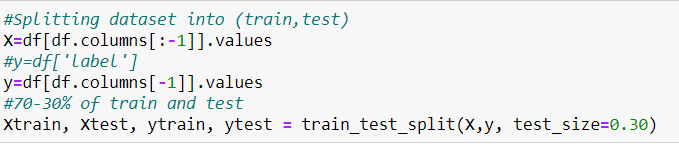 #Splitting dataset into (train,test)
X=df[df.columns[:-1]].values
#y=df['label']
y=df[df.columns[-1]].values
#70-30% of train and test
Xtrain, Xtest, ytrain, ytest = train_test_split(X,y, test_size=0.30)